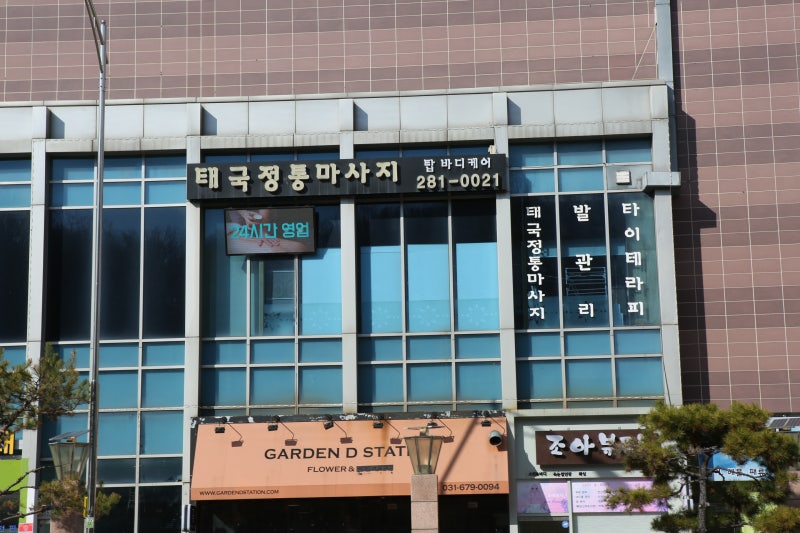 태국정통마사지
탑 바디케어
281-0021
24시간 영업
태국정통마사지
발관리
타이테라피
GARDEN D STAT
FLOWER &
WWW.GARDENDSTATION.COM
031-679-0094
조아부